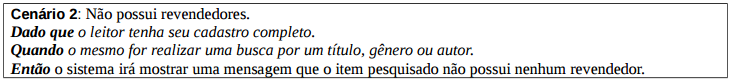 Cenário 2: Não possui revendedores.
Dado que o leitor tenha seu cadastro completo.
Quando o mesmo for realizar uma busca por um título, gênero ou autor.
Então o sistema irá mostrar uma mensagem que o item pesquisado não possui nenhum revendedor.